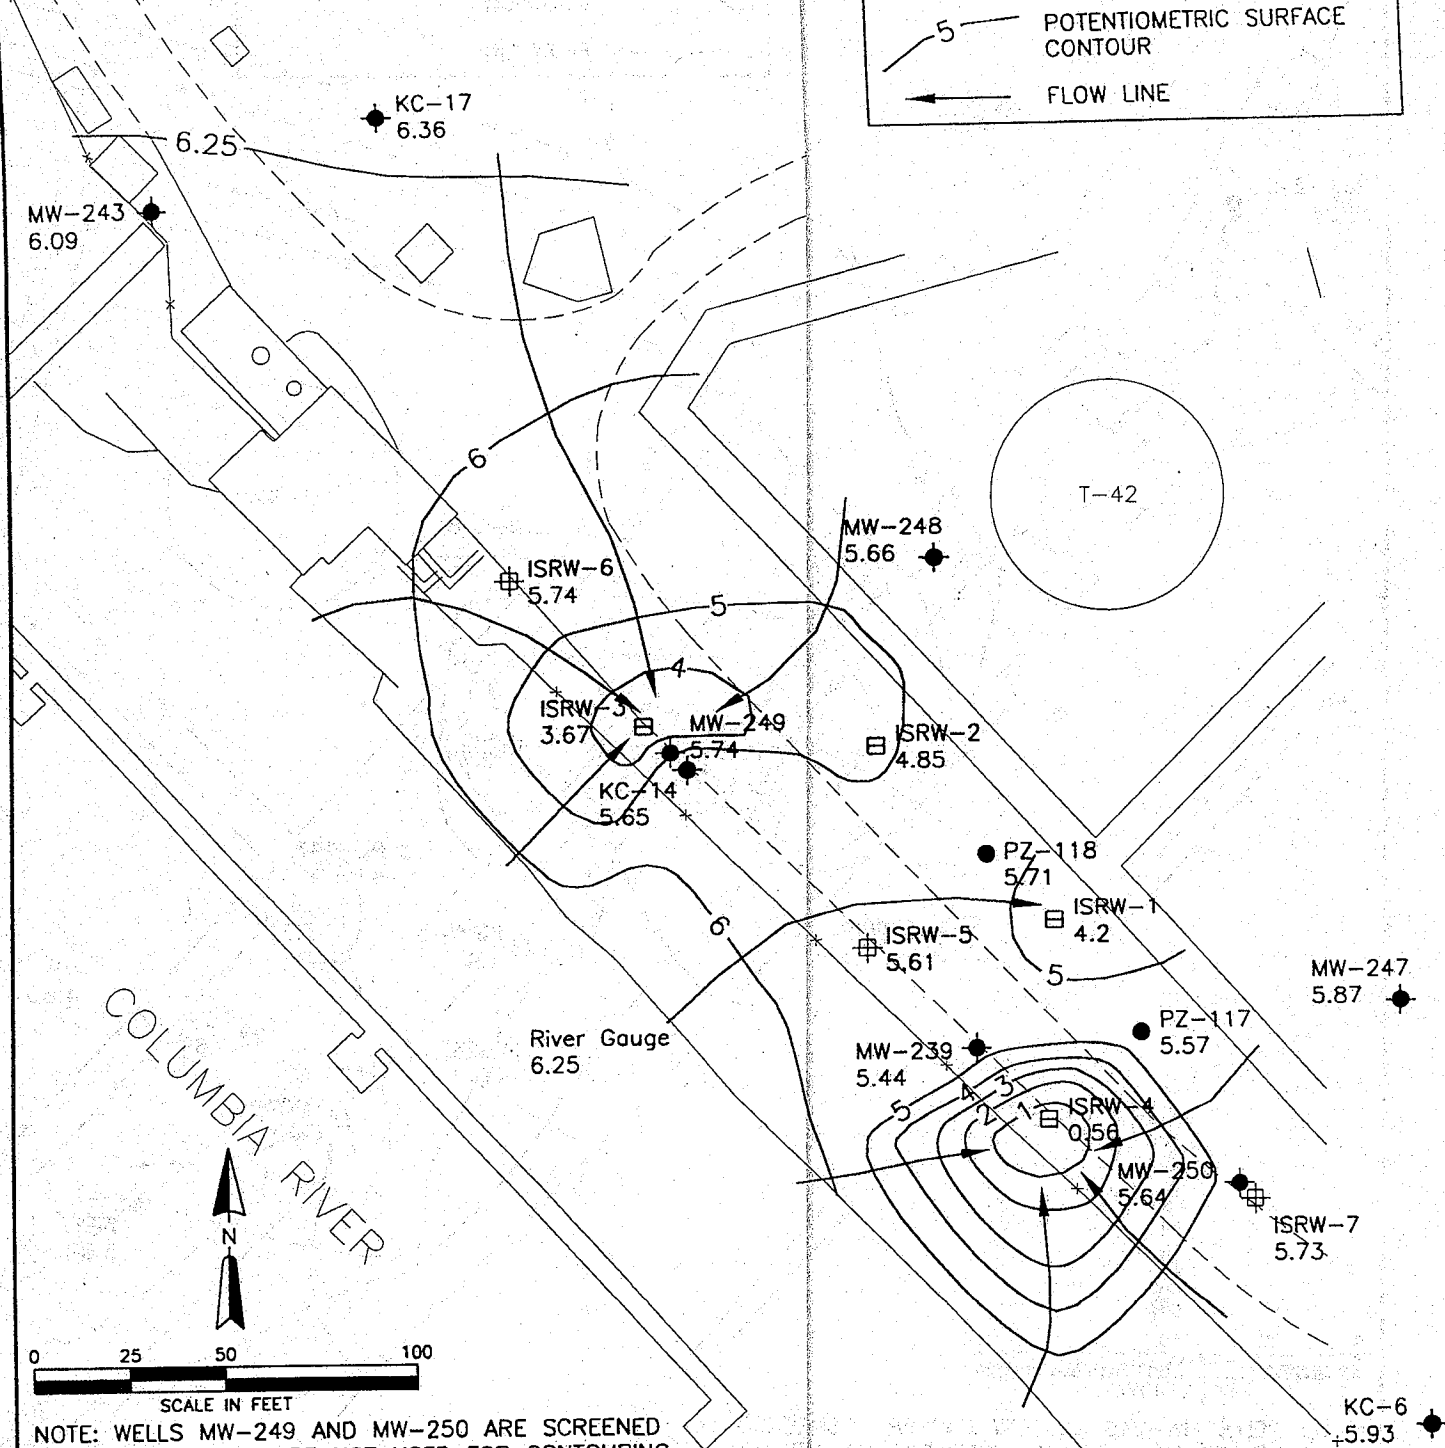 5
POTENTIOMETRIC SURFACE
CONTOUR
FLOW LINE
KC-17
6.36
6.25
MW-243
6.09
6
T-42
MW-248
5.66
ISRW-6
5.74
5
4
ISRW-3
3.67
MW-249
5.74
ISRW-2
4.85
KC-14
5.65
PZ-118
5.71
ISRW-1
4.2
6
ISRW-5
5.61
5
MW-247
5.87
River Gauge
6.25
PZ-117
5.57
MW-239
5.44
5
4
3
2
1
ISRW-4
0.56
MW-250
5.64
ISRW-7
5.73
COLUMBIA RIVER
N
0 25 50 100
SCALE IN FEET
KC-6
5.93
NOTE: WELLS MW-249 AND MW-250 ARE SCREENED